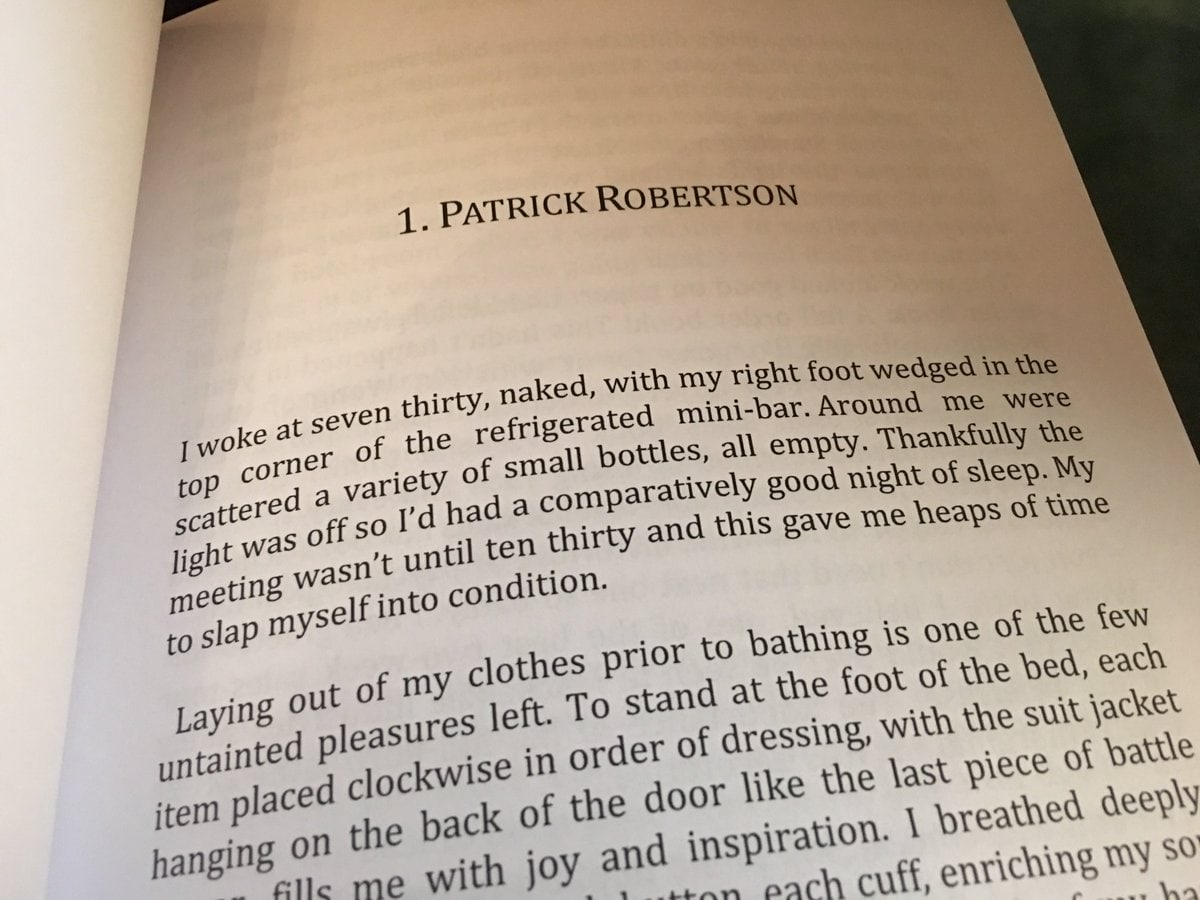 1. PATRICK ROBERTSON
I woke at seven thirty, naked, with my right foot wedged in the
top corner of the refrigerated mini-bar. Around me were
scattered a variety of small bottles, all empty. Thankfully the
light was off so I'd had a comparatively good night of sleep. My
meeting wasn't until ten thirty and this gave me heaps of time
to slap myself into condition.
Laying out of my clothes prior to bathing is one of the few
untainted pleasures left. To stand at the foot of the bed, each
item placed clockwise in order of dressing, with the suit jacket
hanging on the back of the door like the last piece of battle
fills me with joy and inspiration. I breathed deeply
each cuff, enriching my